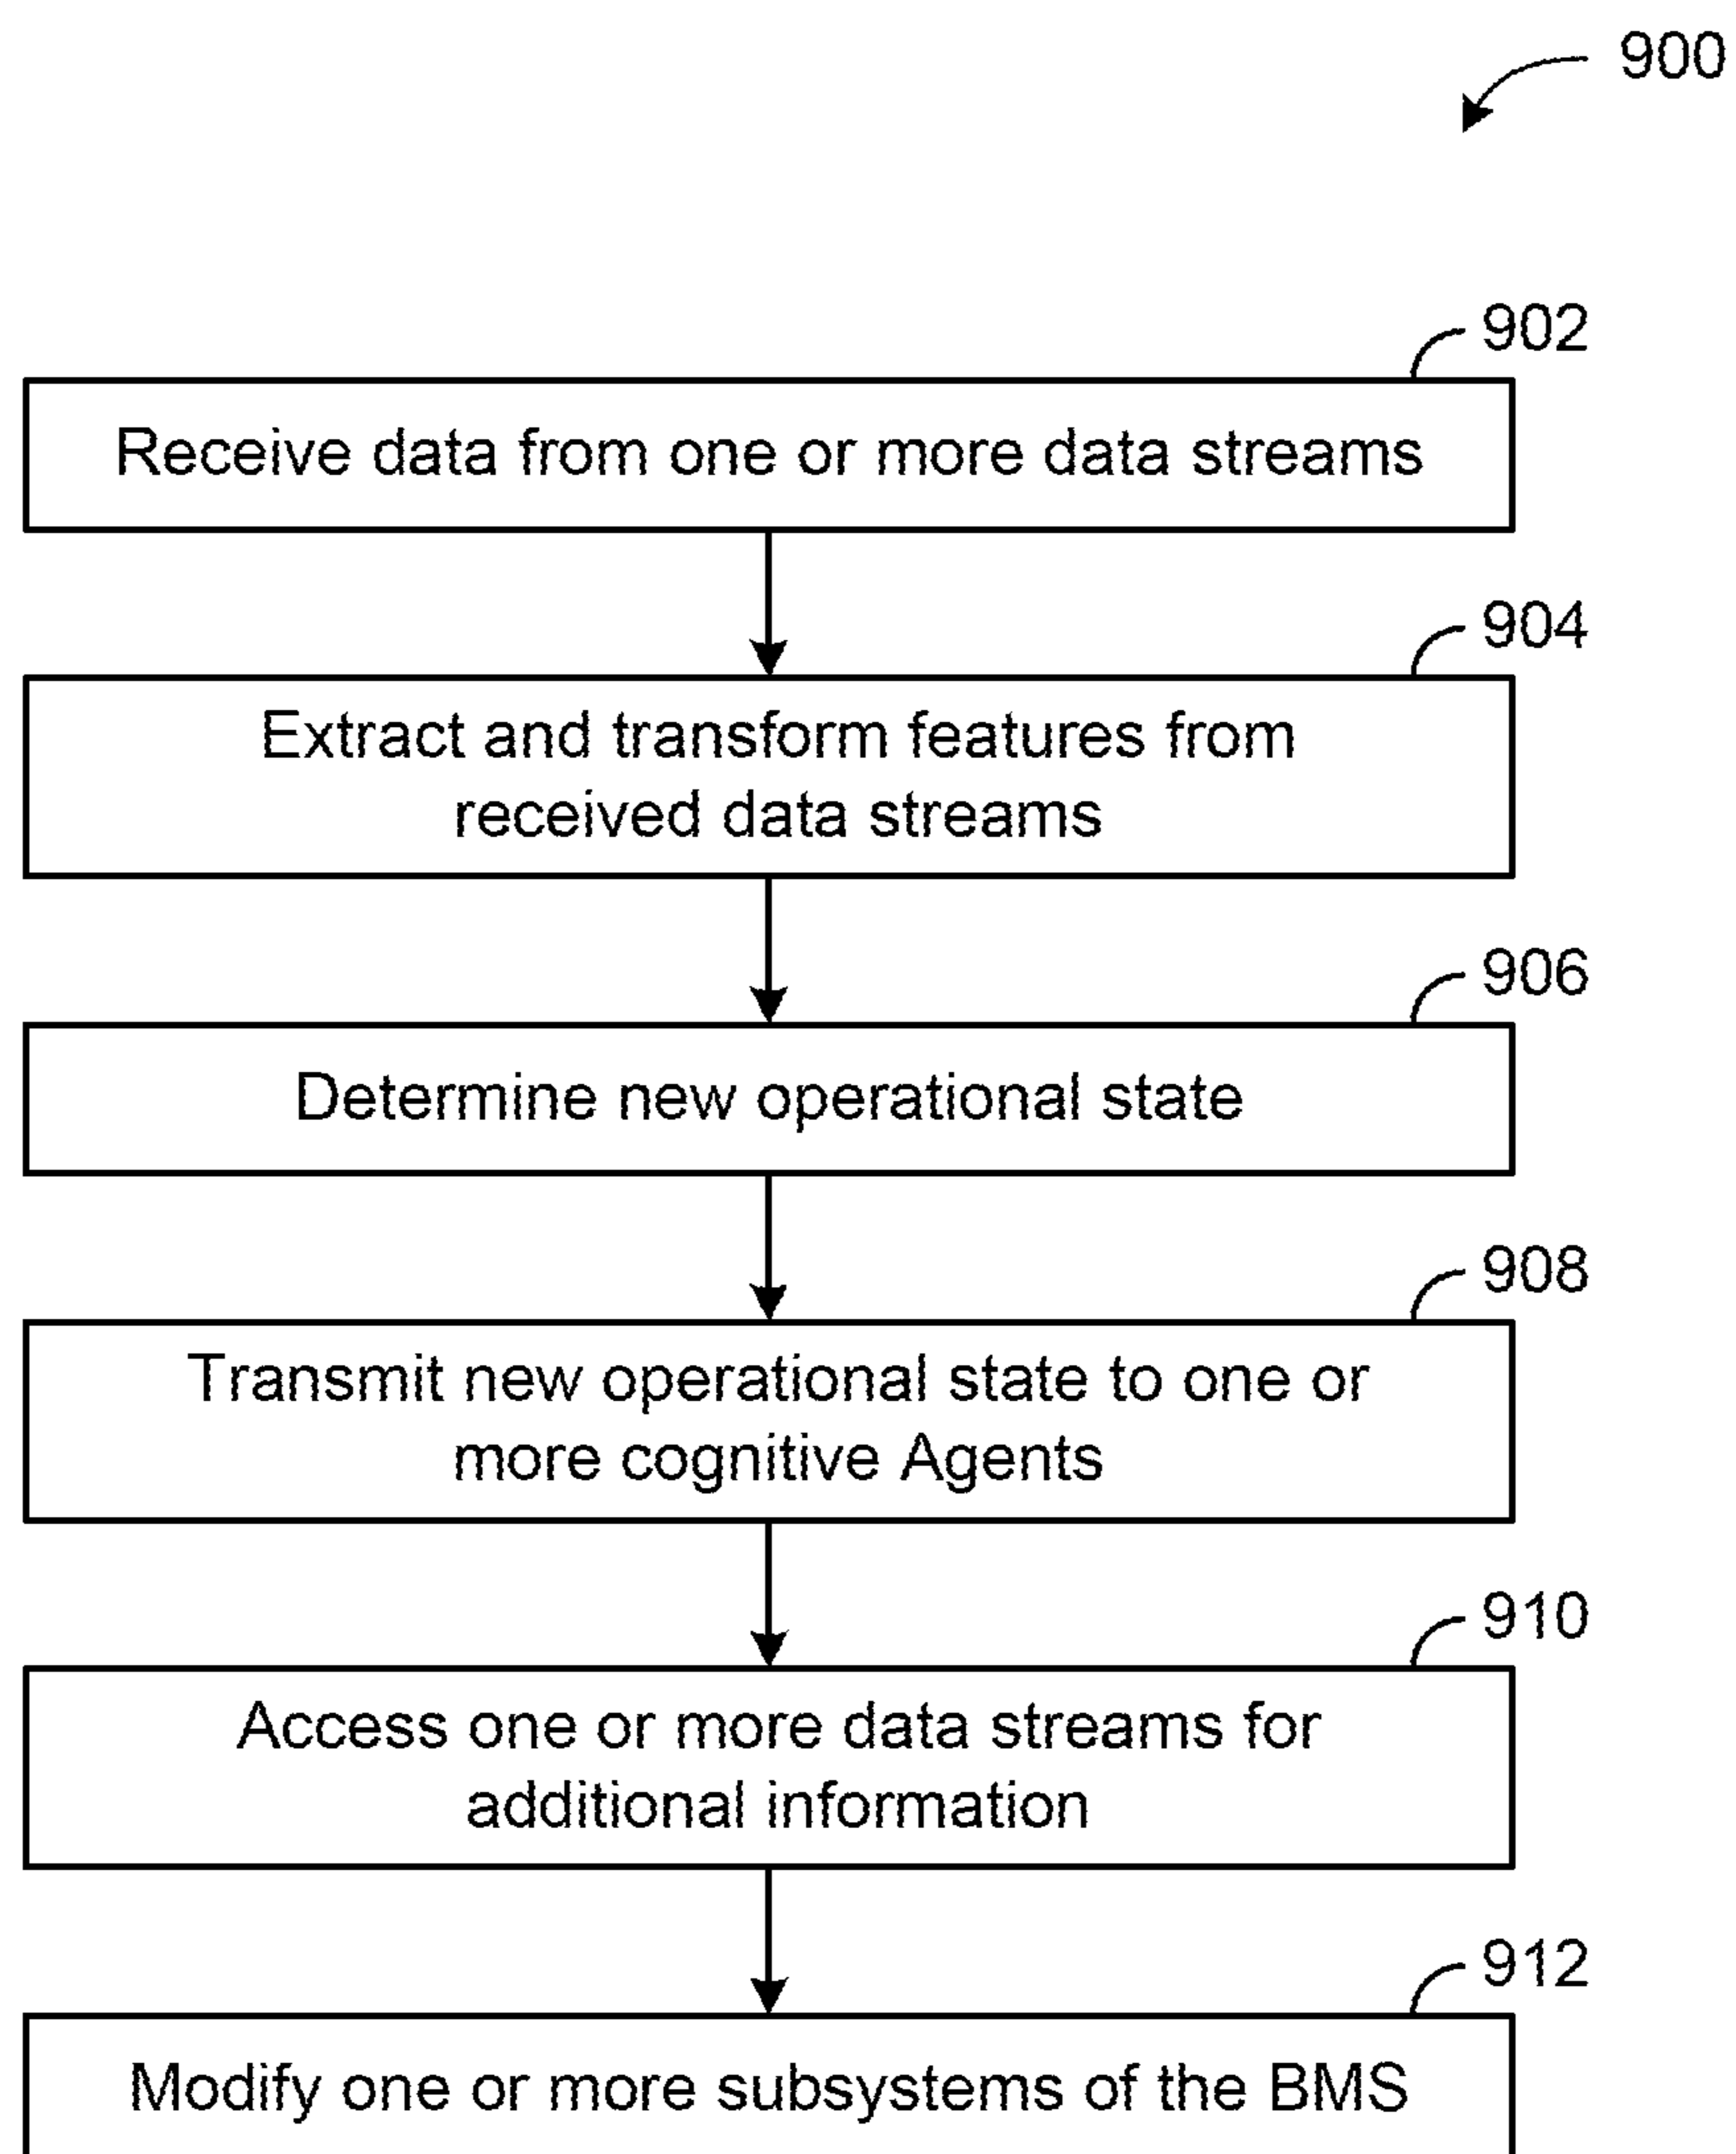 900
902
Receive data from one or more data streams
904
Extract and transform features from
received data streams
906
Determine new operational state
908
Transmit new operational state to one or
more cognitive Agents
910
Access one or more data streams for
additional information
912
Modify one or more subsystems of the BMS